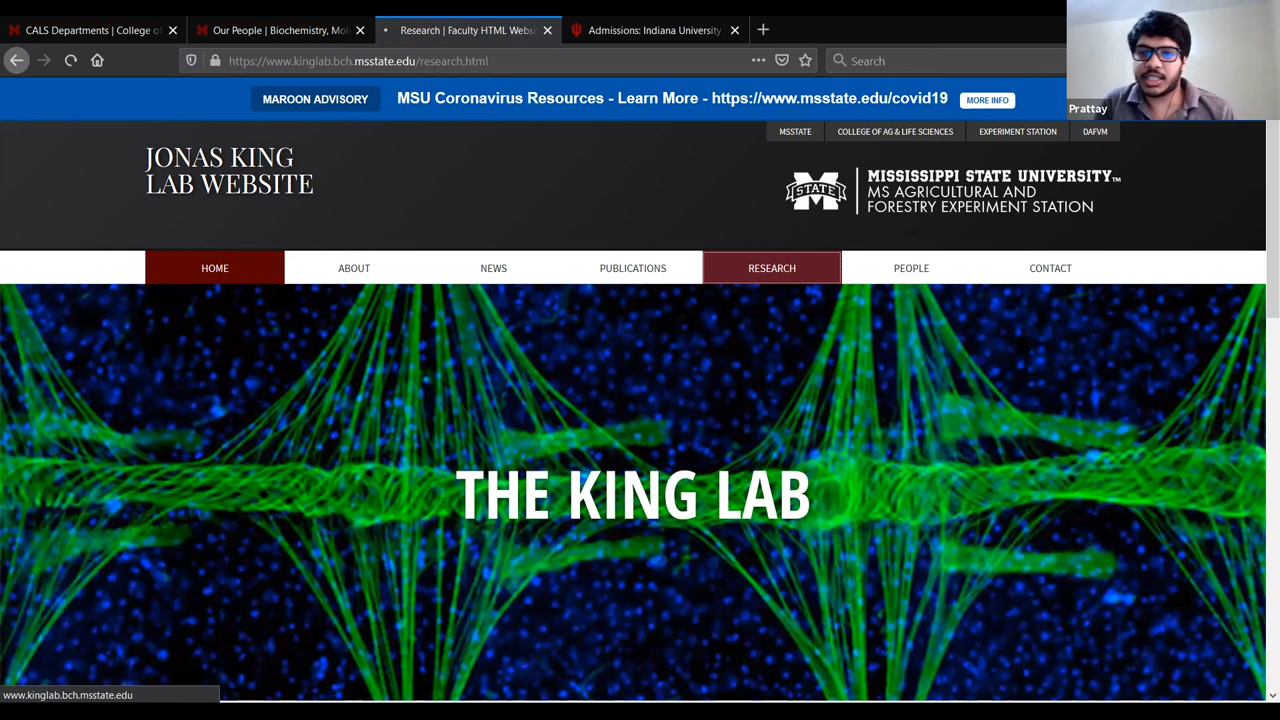 CALS Departments | College of
Our People | Biochemistry, Mol
Research | Faculty HTML Websi
Admissions: Indiana University
https://www.kinglab.bch.msstate.edu/research.html
Search
Prattay
MAROON ADVISORY
MSU Coronavirus Resources - Learn More - https://www.msstate.edu/covid19
MORE INFO
MSSTATE
COLLEGE OF AG & LIFE SCIENCES
EXPERIMENT STATION
DAFVM
JONAS KING
LAB WEBSITE
STATE
MISSISSIPPI STATE UNIVERSITY™
MS AGRICULTURAL AND
FORESTRY EXPERIMENT STATION
HOME
ABOUT
NEWS
PUBLICATIONS
RESEARCH
PEOPLE
CONTACT
THE KING LAB
www.kinglab.bch.msstate.edu